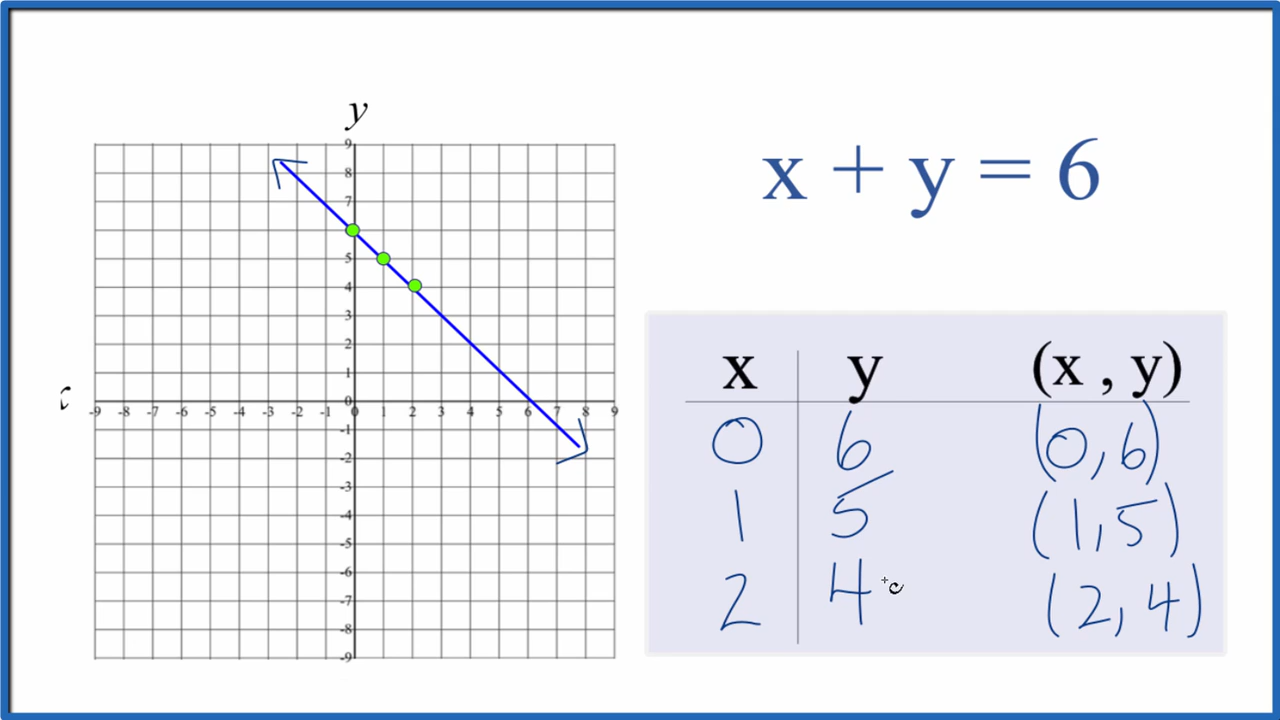 y
x + y = 6
9
8
7
5
4
3
2
1
0
-9 -8 -7 -6 -5 -4 -3 -2 -1 0 1 2 3 4 5 6 7 8 9
-1
-2
-3
-4
-5
-6
-7
-8
-9
x y (x , y)
0 6 (0,6)
1 5 (1,5)
2 4 (2,4)